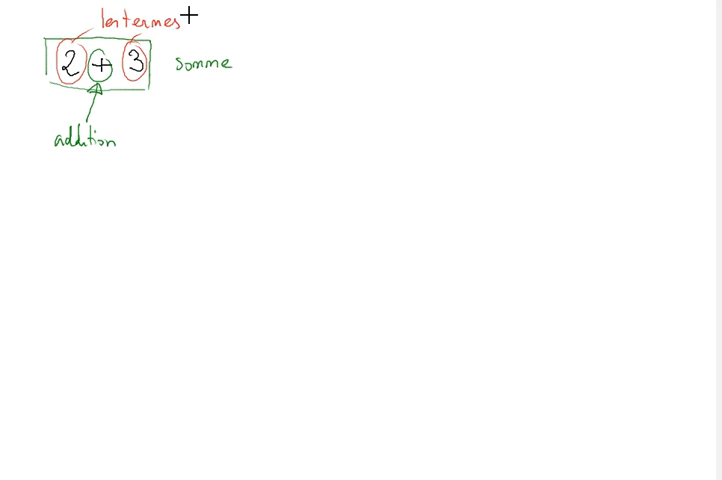 les termes
2 + 3 somme
addition